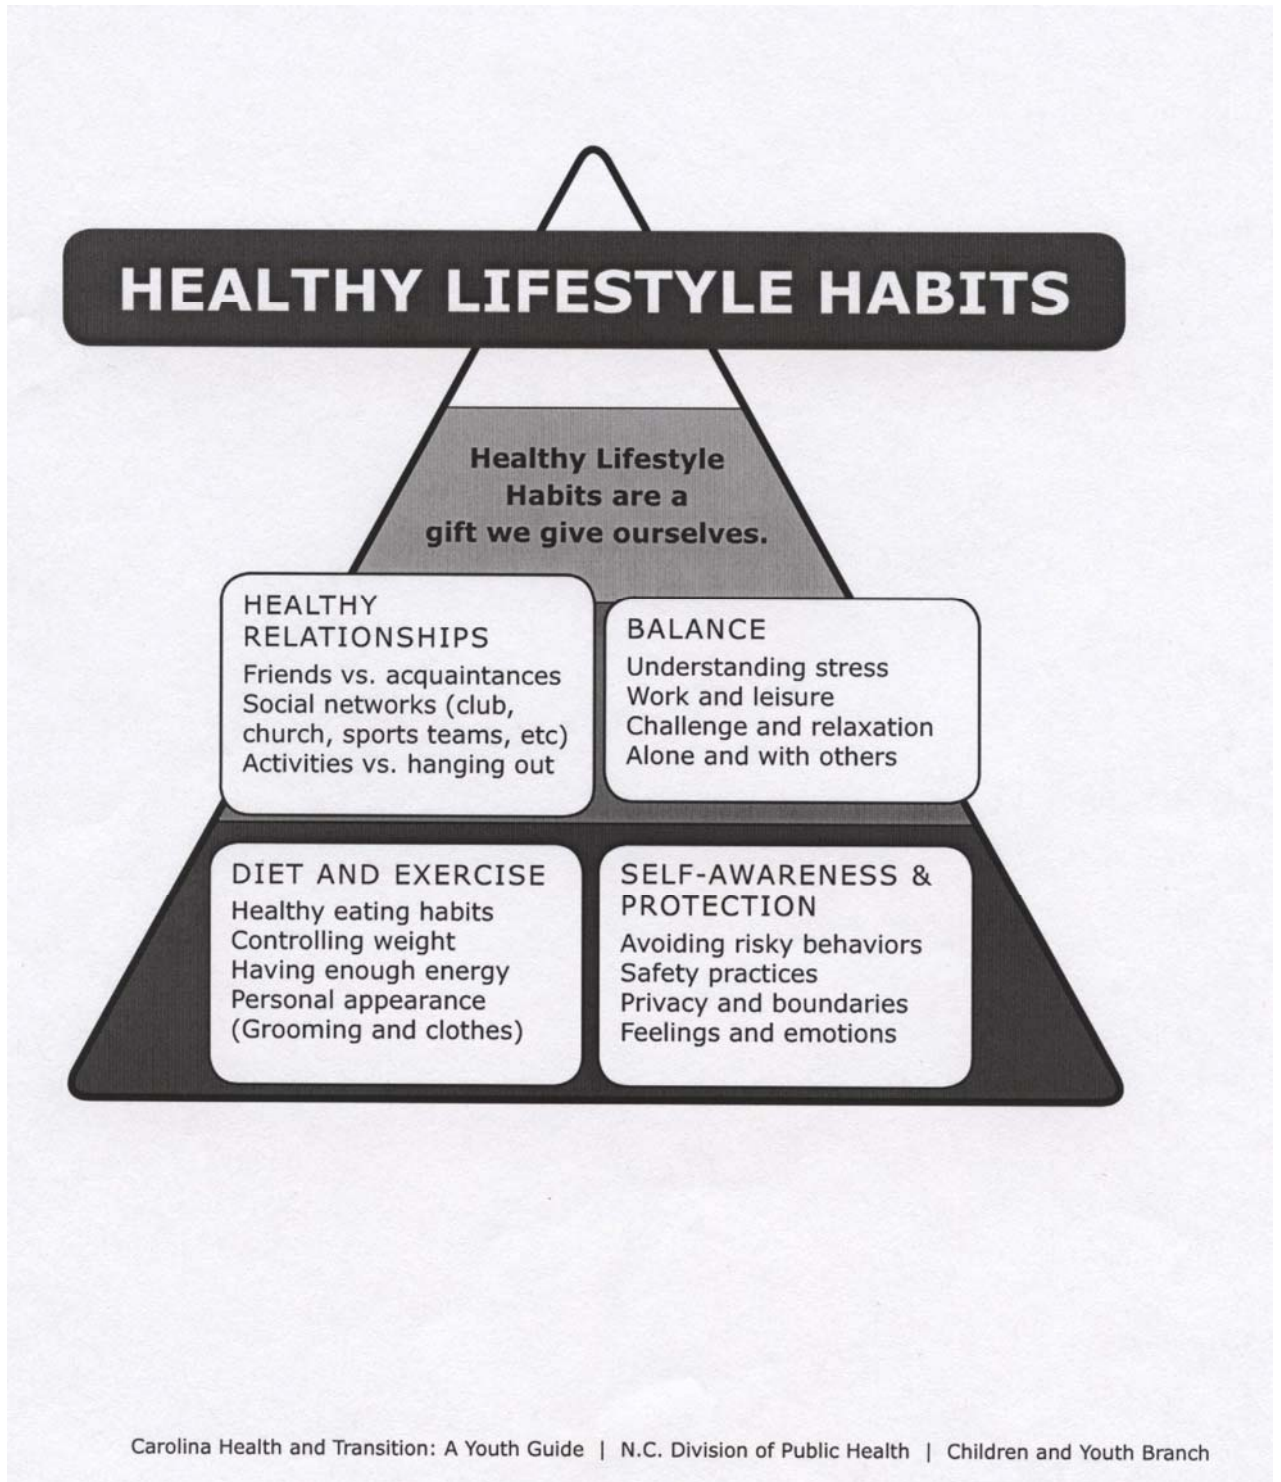 HEALTHY LIFESTYLE HABITS
Healthy Lifestyle
Habits are a
gift we give ourselves.
HEALTHY
RELATIONSHIPS
Friends vs. acquaintances
Social networks (club,
church, sports teams, etc)
Activities vs. hanging out
BALANCE
Understanding stress
Work and leisure
Challenge and relaxation
Alone and with others
DIET AND EXERCISE
Healthy eating habits
Controlling weight
Having enough energy
Personal appearance
(Grooming and clothes)
SELF-AWARENESS &
PROTECTION
Avoiding risky behaviors
Safety practices
Privacy and boundaries
Feelings and emotions
Carolina Health and Transition: A Youth Guide | N.C. Division of Public Health | Children and Youth Branch